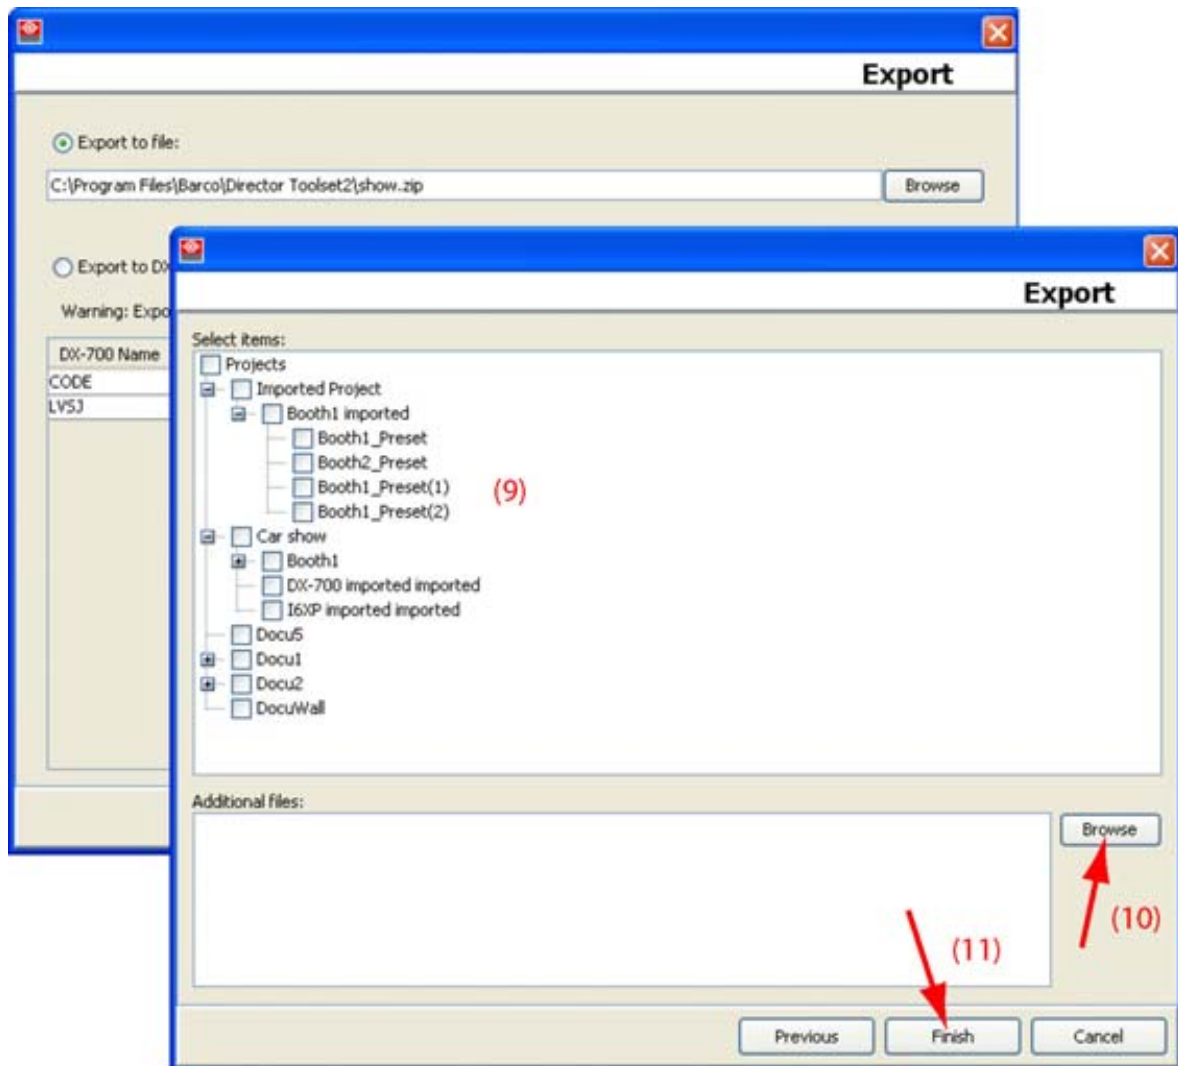 Export
Export to file:
C:\Program Files\Barco\Director Toolset2\show.zip
Browse
Export to DX
Warning: Expo
DX-700 Name
CODE
LVSJ
Export
Select items:
Projects
Imported Project
Booth1 imported
Booth1_Preset
Booth2_Preset
Booth1_Preset(1)
(9)
Booth1_Preset(2)
Car show
Booth1
DX-700 imported imported
I6XP imported imported
Docu5
Docu1
Docu2
DocuWall
Additional files:
Browse
(10)
(11)
Previous
Finish
Cancel